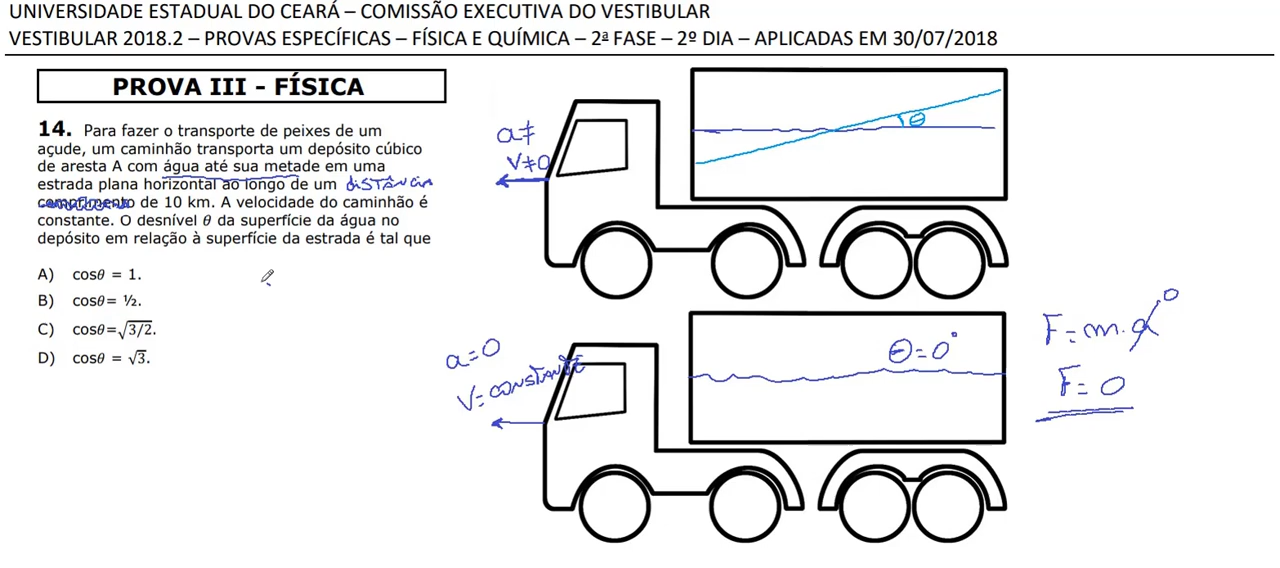 UNIVERSIDADE ESTADUAL DO CEARÁ – COMISSÃO EXECUTIVA DO VESTIBULAR
VESTIBULAR 2018.2 – PROVAS ESPECÍFICAS – FÍSICA E QUÍMICA – 2ª FASE – 2º DIA – APLICADAS EM 30/07/2018
PROVA III - FÍSICA
14. Para fazer o transporte de peixes de um
açude, um caminhão transporta um depósito cúbico
de aresta A com água até sua metade em uma
estrada plana horizontal ao longo de um DISTÂNCIA
comprimento de 10 km. A velocidade do caminhão é
constante. O desnível θ da superfície da água no
depósito em relação à superfície da estrada é tal que
A) cosθ = 1.
B) cosθ= ½.
C) cosθ=√3/2.
D) cosθ = √3.
a≠
V≠0
θ
a=0
V=CONSTANTE
θ=0°
F=m.a 0
F=0